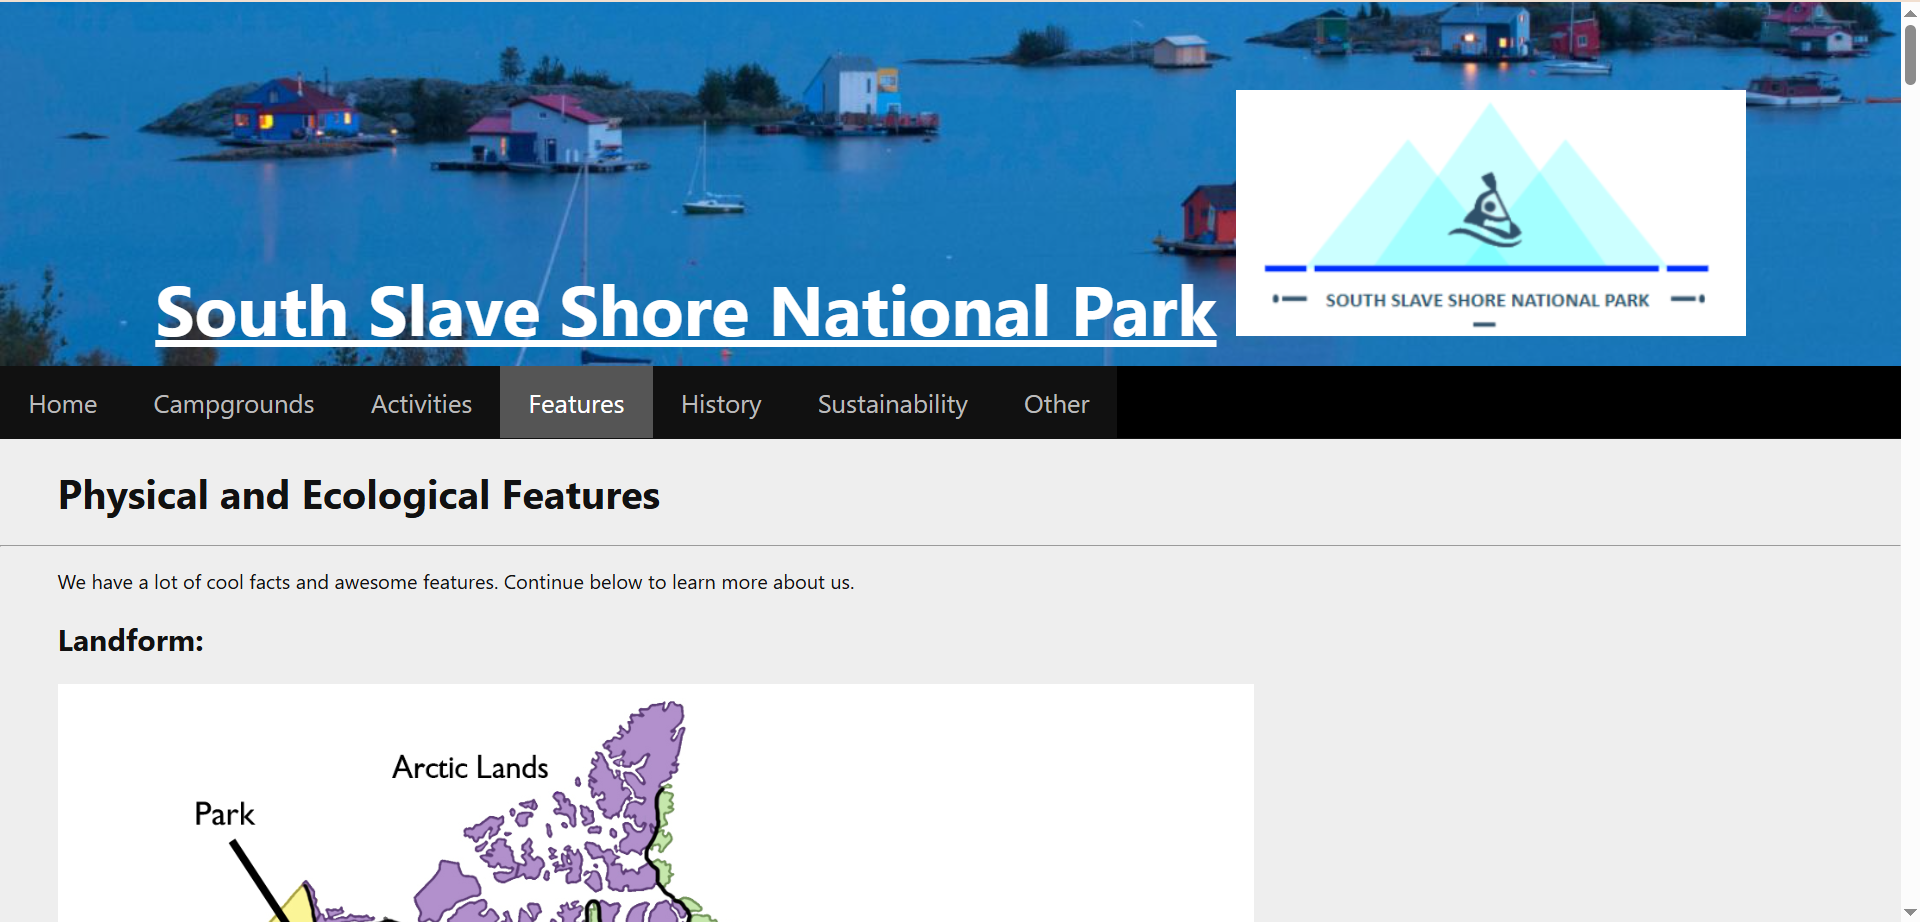 South Slave Shore National Park
SOUTH SLAVE SHORE NATIONAL PARK
Home Campgrounds Activities Features History Sustainability Other
Physical and Ecological Features
We have a lot of cool facts and awesome features. Continue below to learn more about us.
Landform:
Arctic Lands
Park